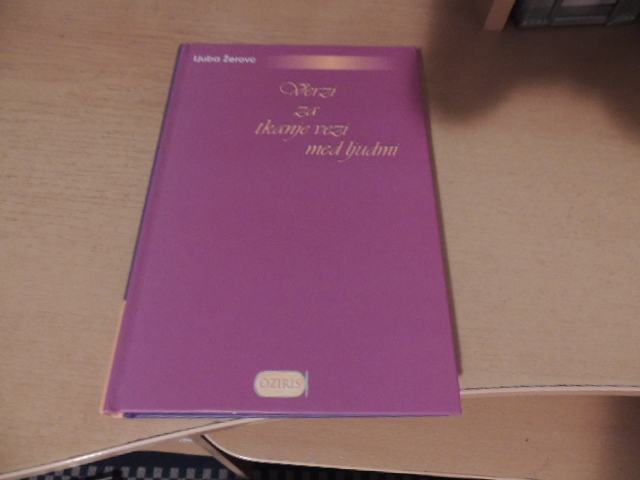 Ljuba Žerovc
Verzi
za
tkanje vezi
med ljudmi
OZIRIS